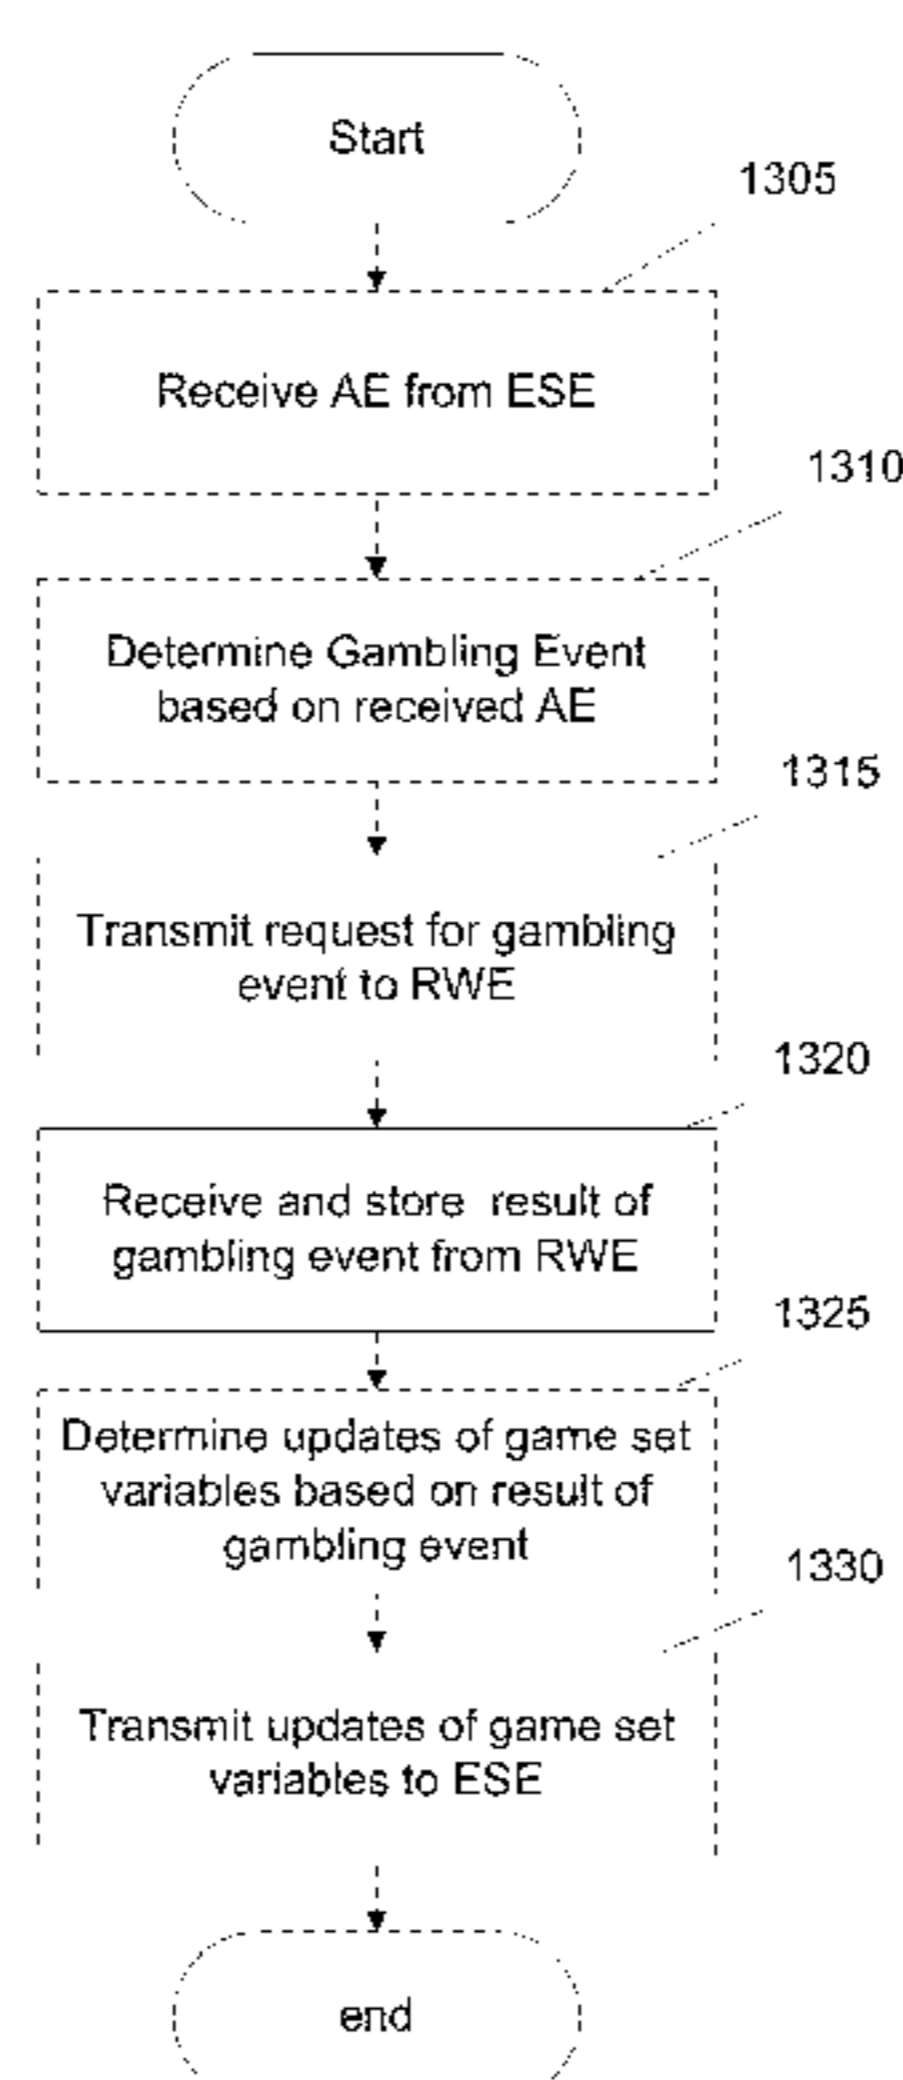 Start
1305
Receive AE from ESE
1310
Determine Gambling Event
based on received AE
1315
Transmit request for gambling
event to RWE
1320
Receive and store result of
gambling event from RWE
1325
Determine updates of game set
variables based on result of
gambling event
1330
Transmit updates of game set
variables to ESE
end